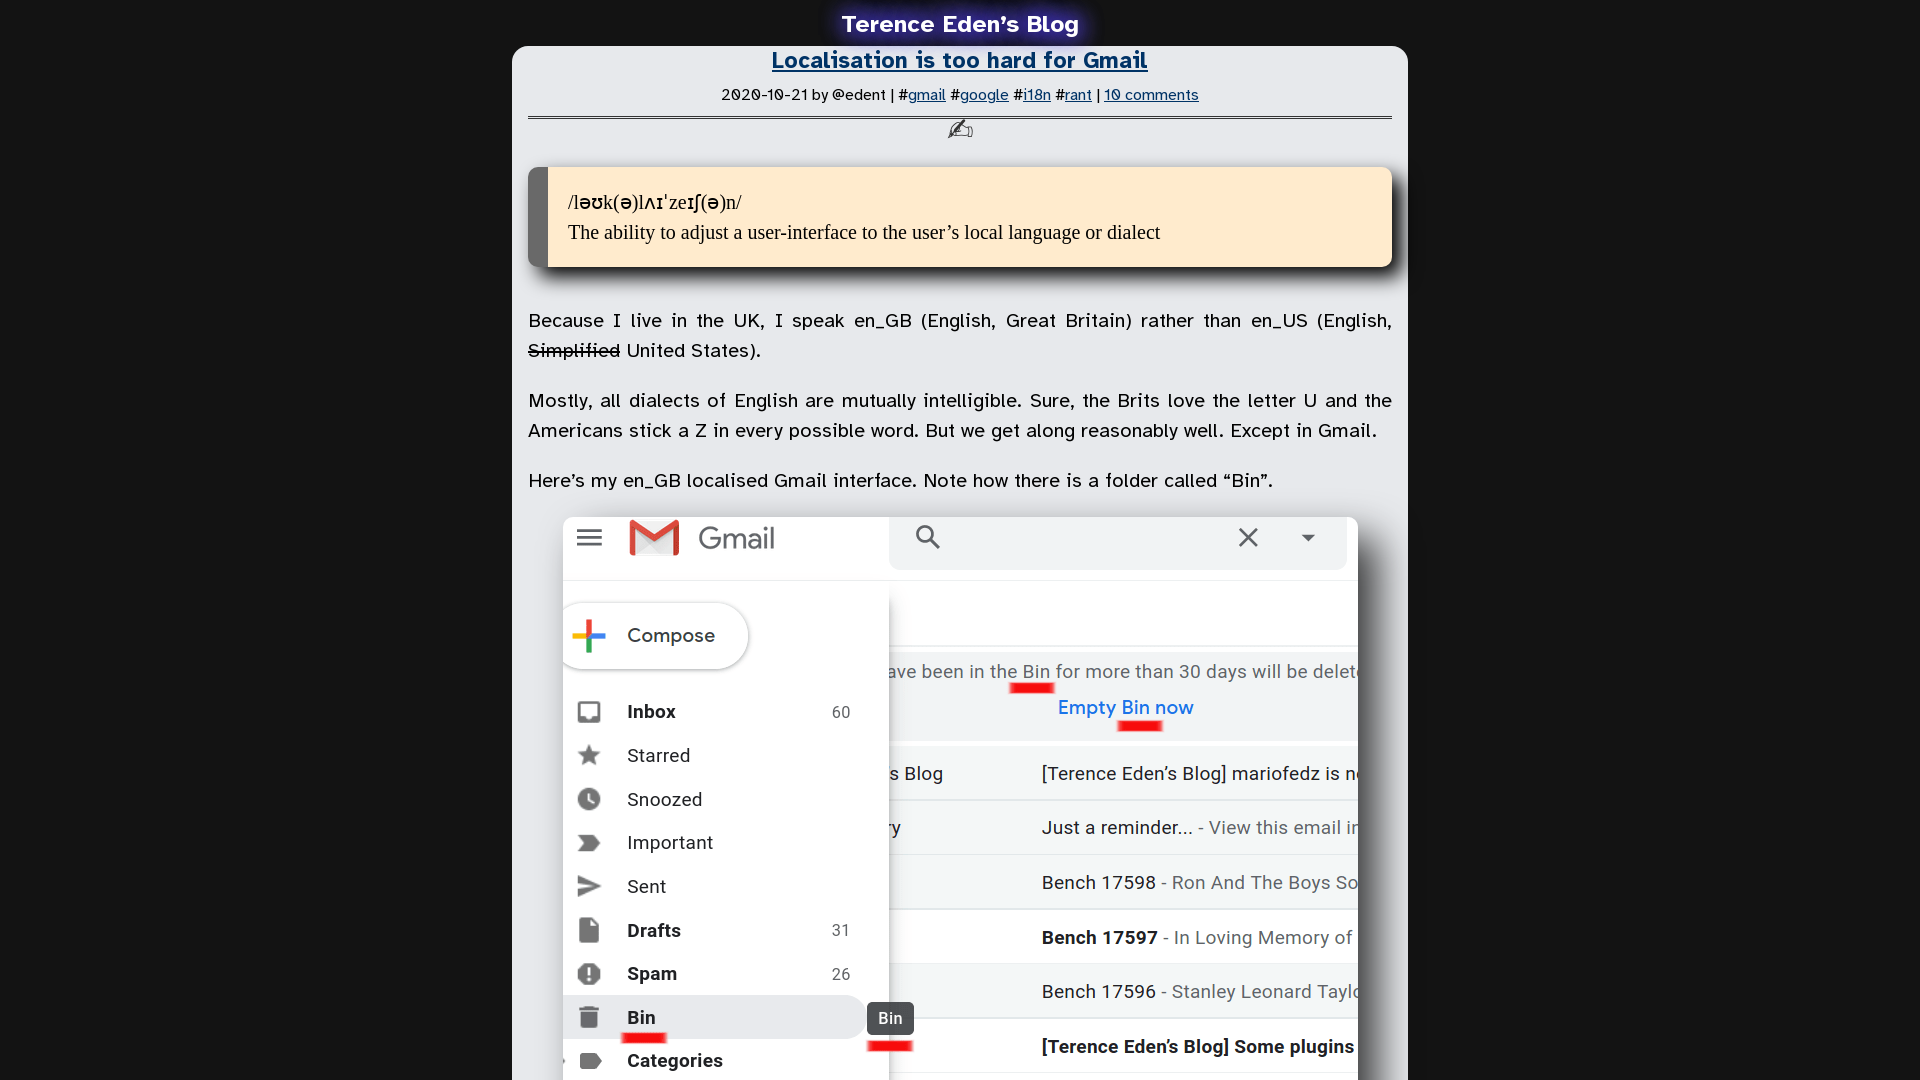 Terence Eden’s Blog
Localisation is too hard for Gmail
2020-10-21 by @edent | #gmail #google #i18n #rant | 10 comments
/ləʊk(ə)lʌɪˈzeɪʃ(ə)n/
The ability to adjust a user-interface to the user’s local language or dialect
Because I live in the UK, I speak en_GB (English, Great Britain) rather than en_US (English,
Simplified United States).
Mostly, all dialects of English are mutually intelligible. Sure, the Brits love the letter U and the
Americans stick a Z in every possible word. But we get along reasonably well. Except in Gmail.
Here’s my en_GB localised Gmail interface. Note how there is a folder called “Bin”.
Gmail
Compose
Inbox 60
Starred
Snoozed
Important
Sent
Drafts 31
Spam 26
Bin
Bin
Categories
ave been in the Bin for more than 30 days will be delete
Empty Bin now
s Blog [Terence Eden’s Blog] mariofedz is n
ry Just a reminder... - View this email in
Bench 17598 - Ron And The Boys So
Bench 17597 - In Loving Memory of
Bench 17596 - Stanley Leonard Taylo
[Terence Eden’s Blog] Some plugins